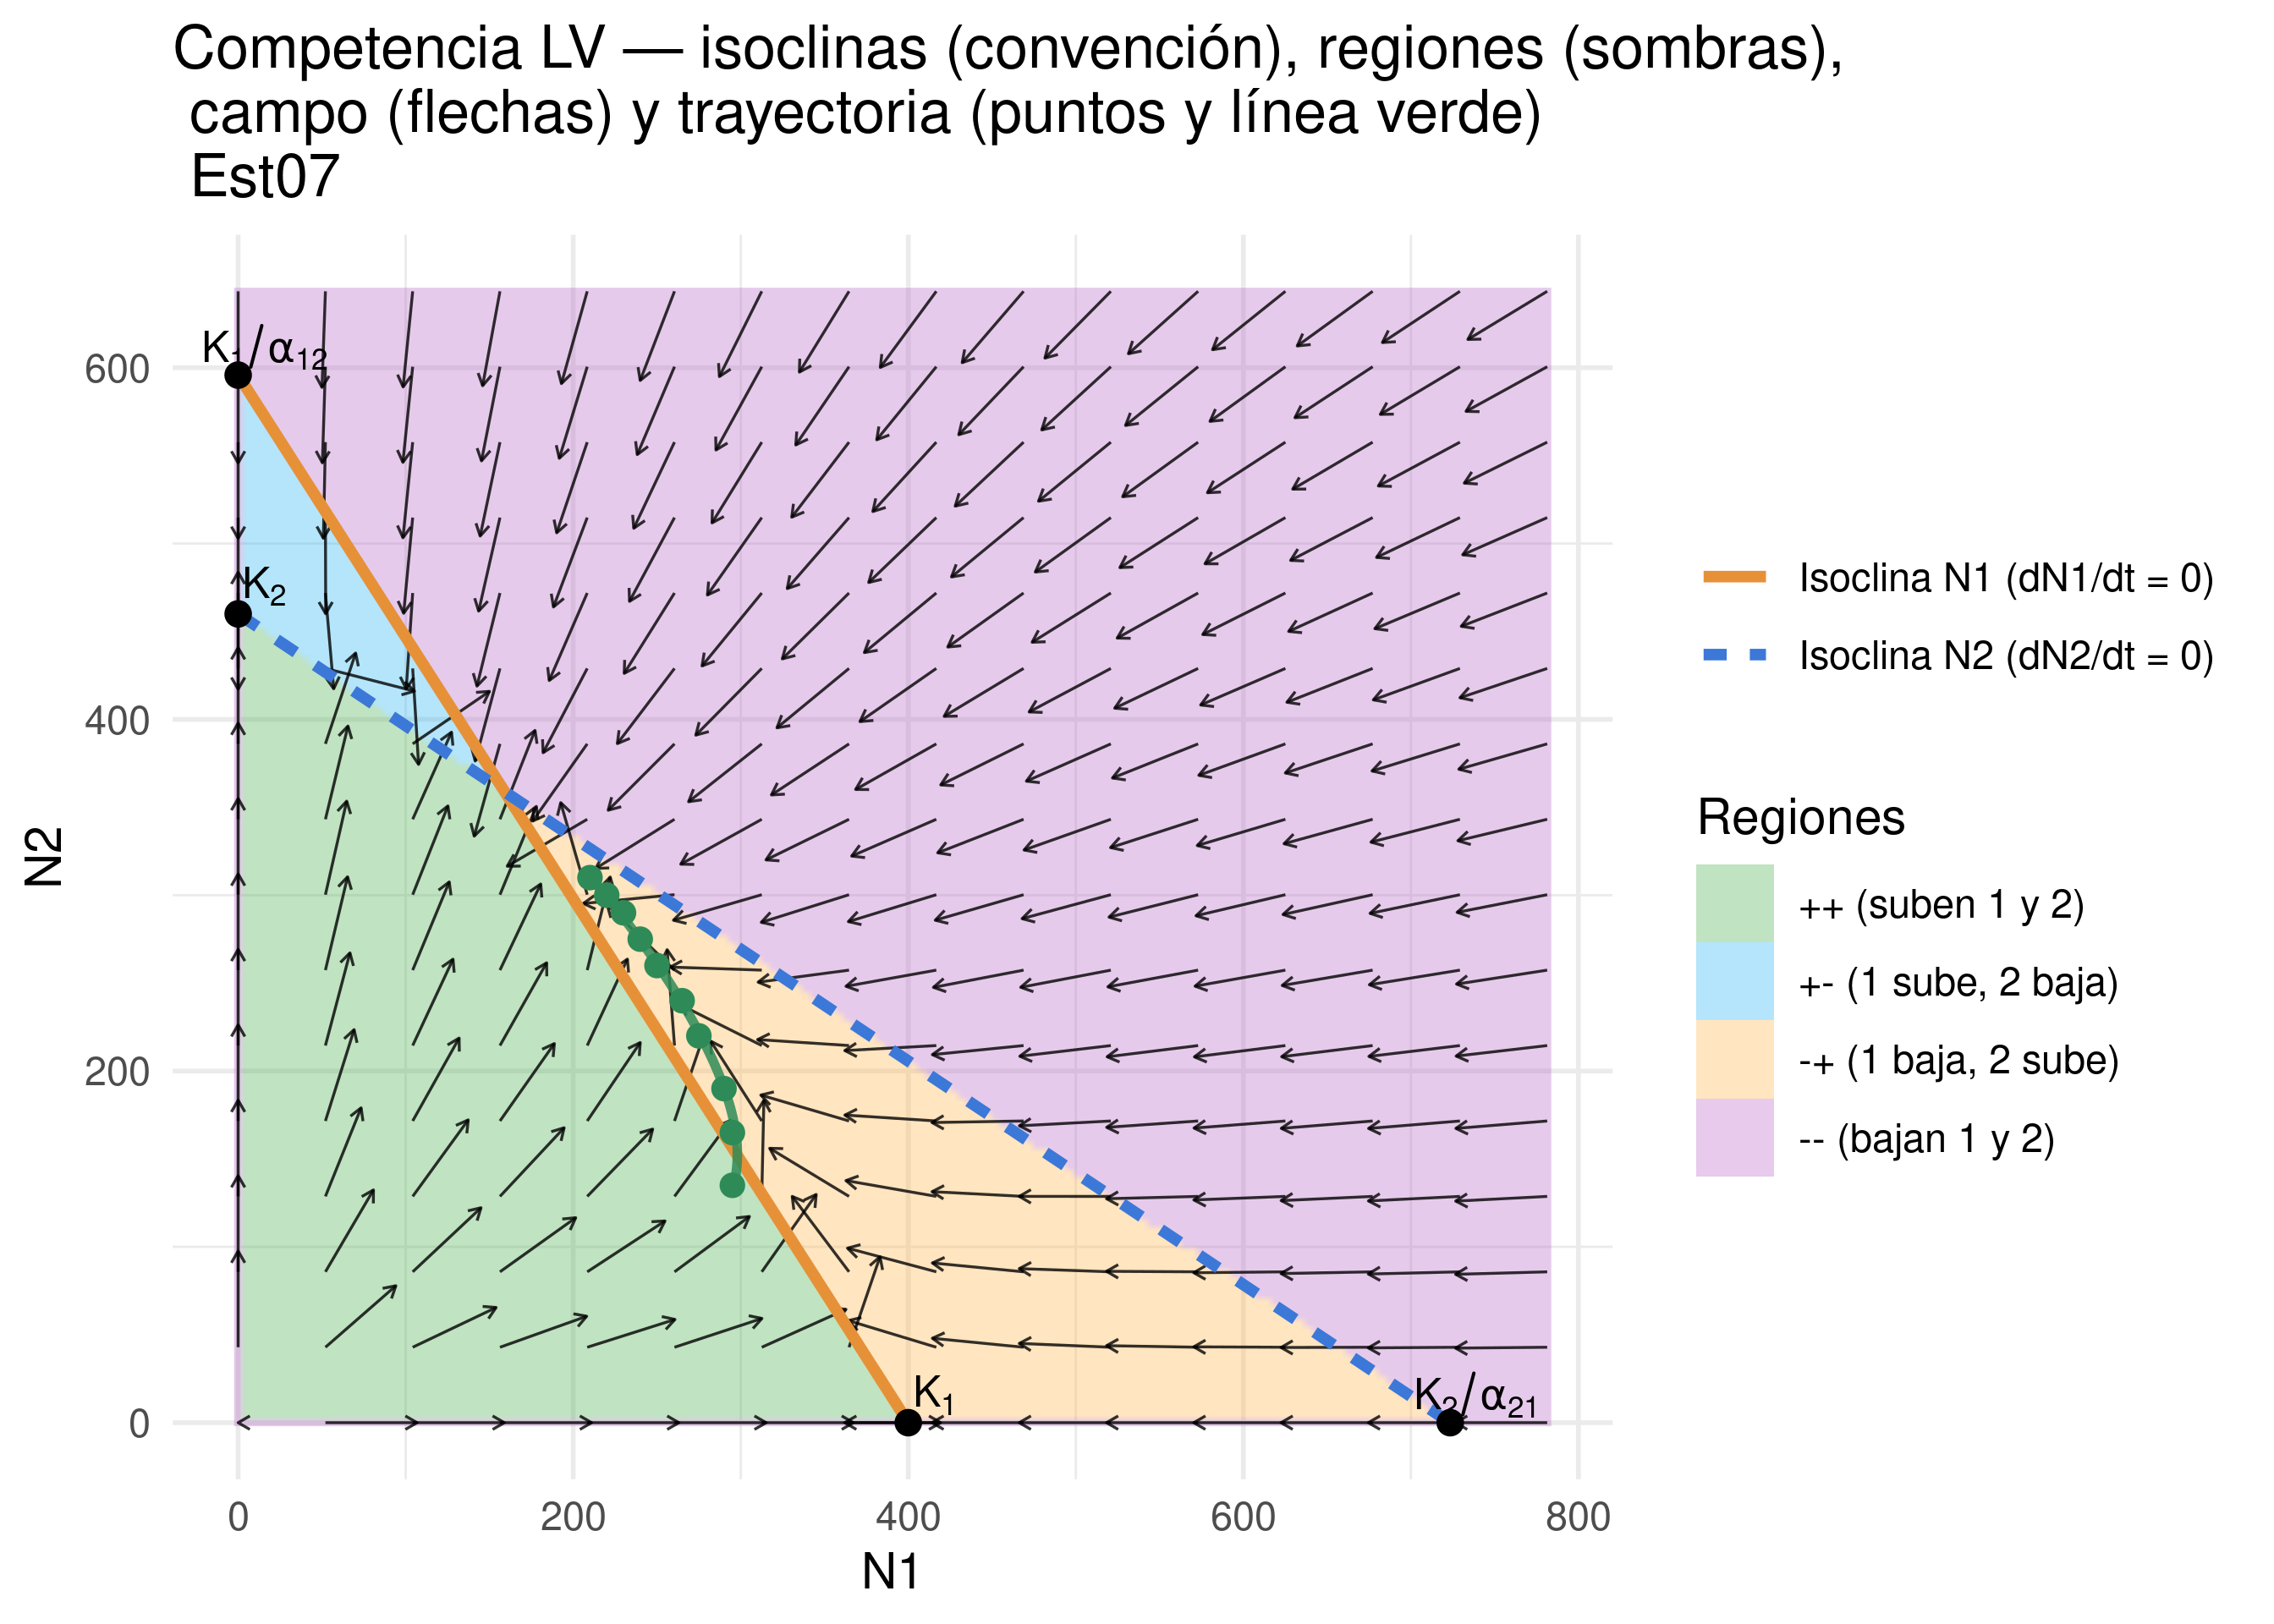 Competencia LV — isoclinas (convención), regiones (sombras),
campo (flechas) y trayectoria (puntos y línea verde)
Est07
K₁/α₁₂
600
K₂
400
N2
200
K₁
K₂/α₂₁
0
0 200 400 600 800
N1
Isoclina N1 (dN1/dt = 0)
Isoclina N2 (dN2/dt = 0)
Regiones
++ (suben 1 y 2)
+- (1 sube, 2 baja)
-+ (1 baja, 2 sube)
-- (bajan 1 y 2)